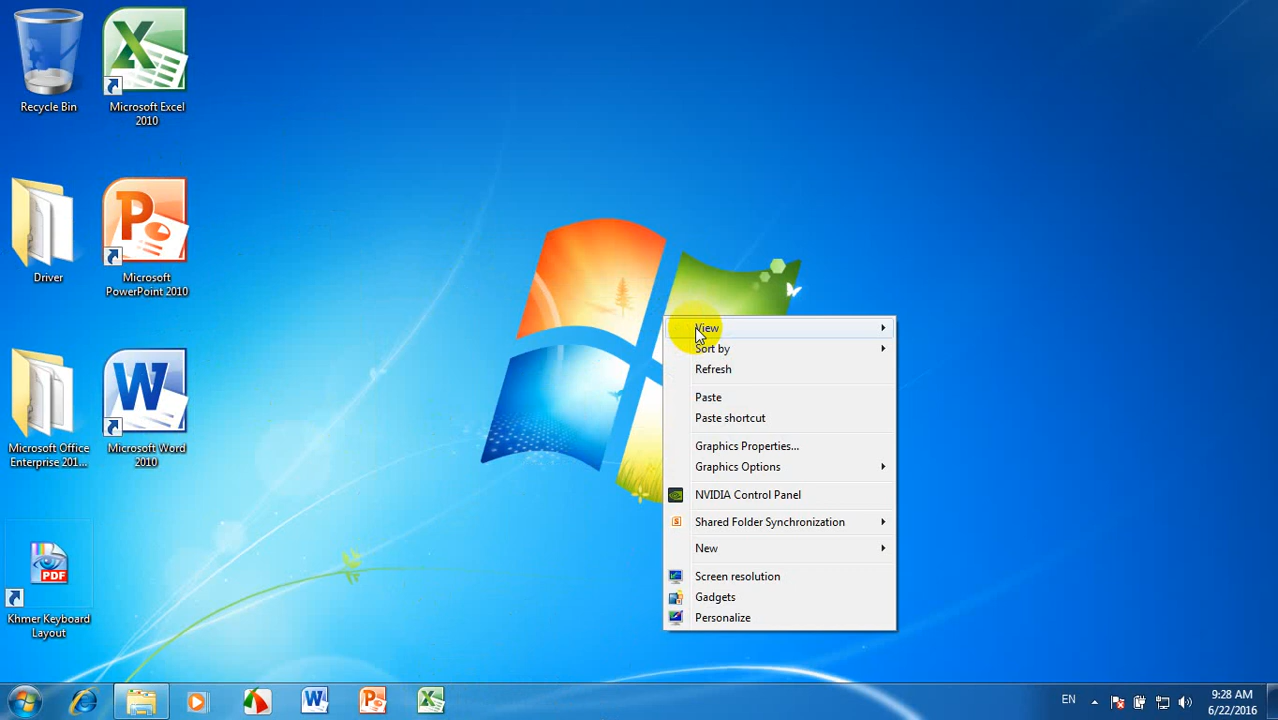 Recycle Bin
Microsoft Excel
2010
Driver
Microsoft
PowerPoint 2010
Microsoft Office
Enterprise 201...
Microsoft Word
2010
PDF
Khmer Keyboard
Layout
View
Sort by
Refresh
Paste
Paste shortcut
Graphics Properties...
Graphics Options
NVIDIA Control Panel
Shared Folder Synchronization
New
Screen resolution
Gadgets
Personalize
EN
9:28 AM
6/22/2016